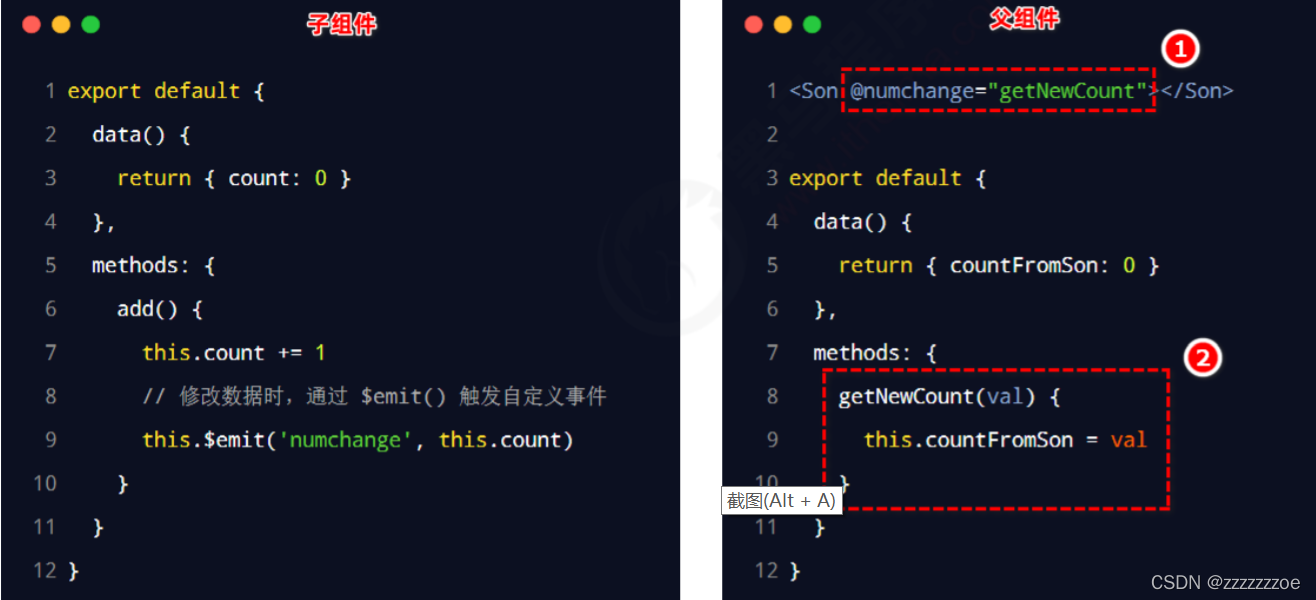 子组件
1 export default {
2 data() {
3 return { count: 0 }
4 },
5 methods: {
6 add() {
7 this.count += 1
8 // 修改数据时，通过 $emit() 触发自定义事件
9 this.$emit('numchange', this.count)
10 }
11 }
12 }
父组件
1
1 <Son @numchange="getNewCount"></Son>
2
3 export default {
4 data() {
5 return { countFromSon: 0 }
6 },
7 methods: {
2
8 getNewCount(val) {
9 this.countFromSon = val
10 }
截图(Alt + A)
11 }
12 }
CSDN @zzzzzzzoe